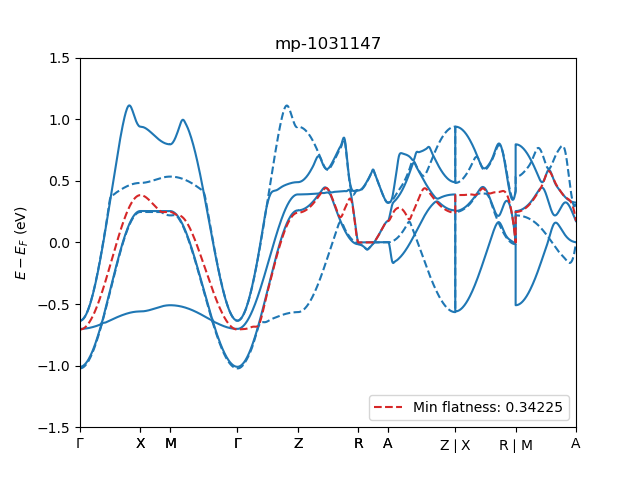 mp-1031147
E − E_F (eV)
1.5
1.0
0.5
0.0
−0.5
−1.0
−1.5
Min flatness: 0.34225
Γ X M Γ Z R A Z | X R | M A